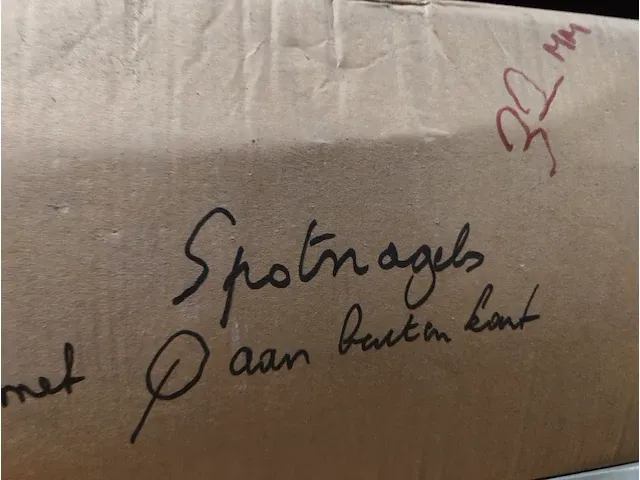 32 MM
Spotnagels
met Ø aan buiten kant